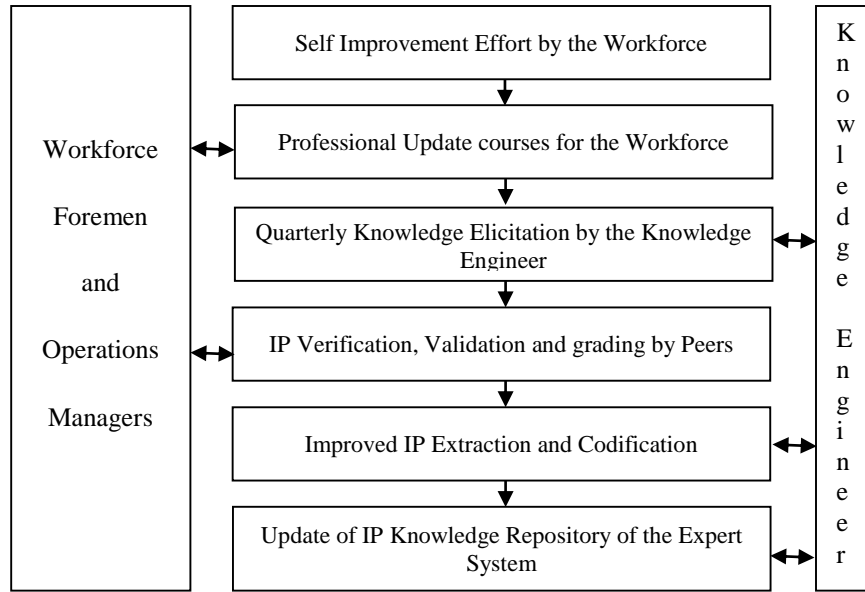 Workforce
Foremen
and
Operations
Managers
Self Improvement Effort by the Workforce
Professional Update courses for the Workforce
Quarterly Knowledge Elicitation by the Knowledge
Engineer
IP Verification, Validation and grading by Peers
Improved IP Extraction and Codification
Update of IP Knowledge Repository of the Expert
System
Knowledge Engineer